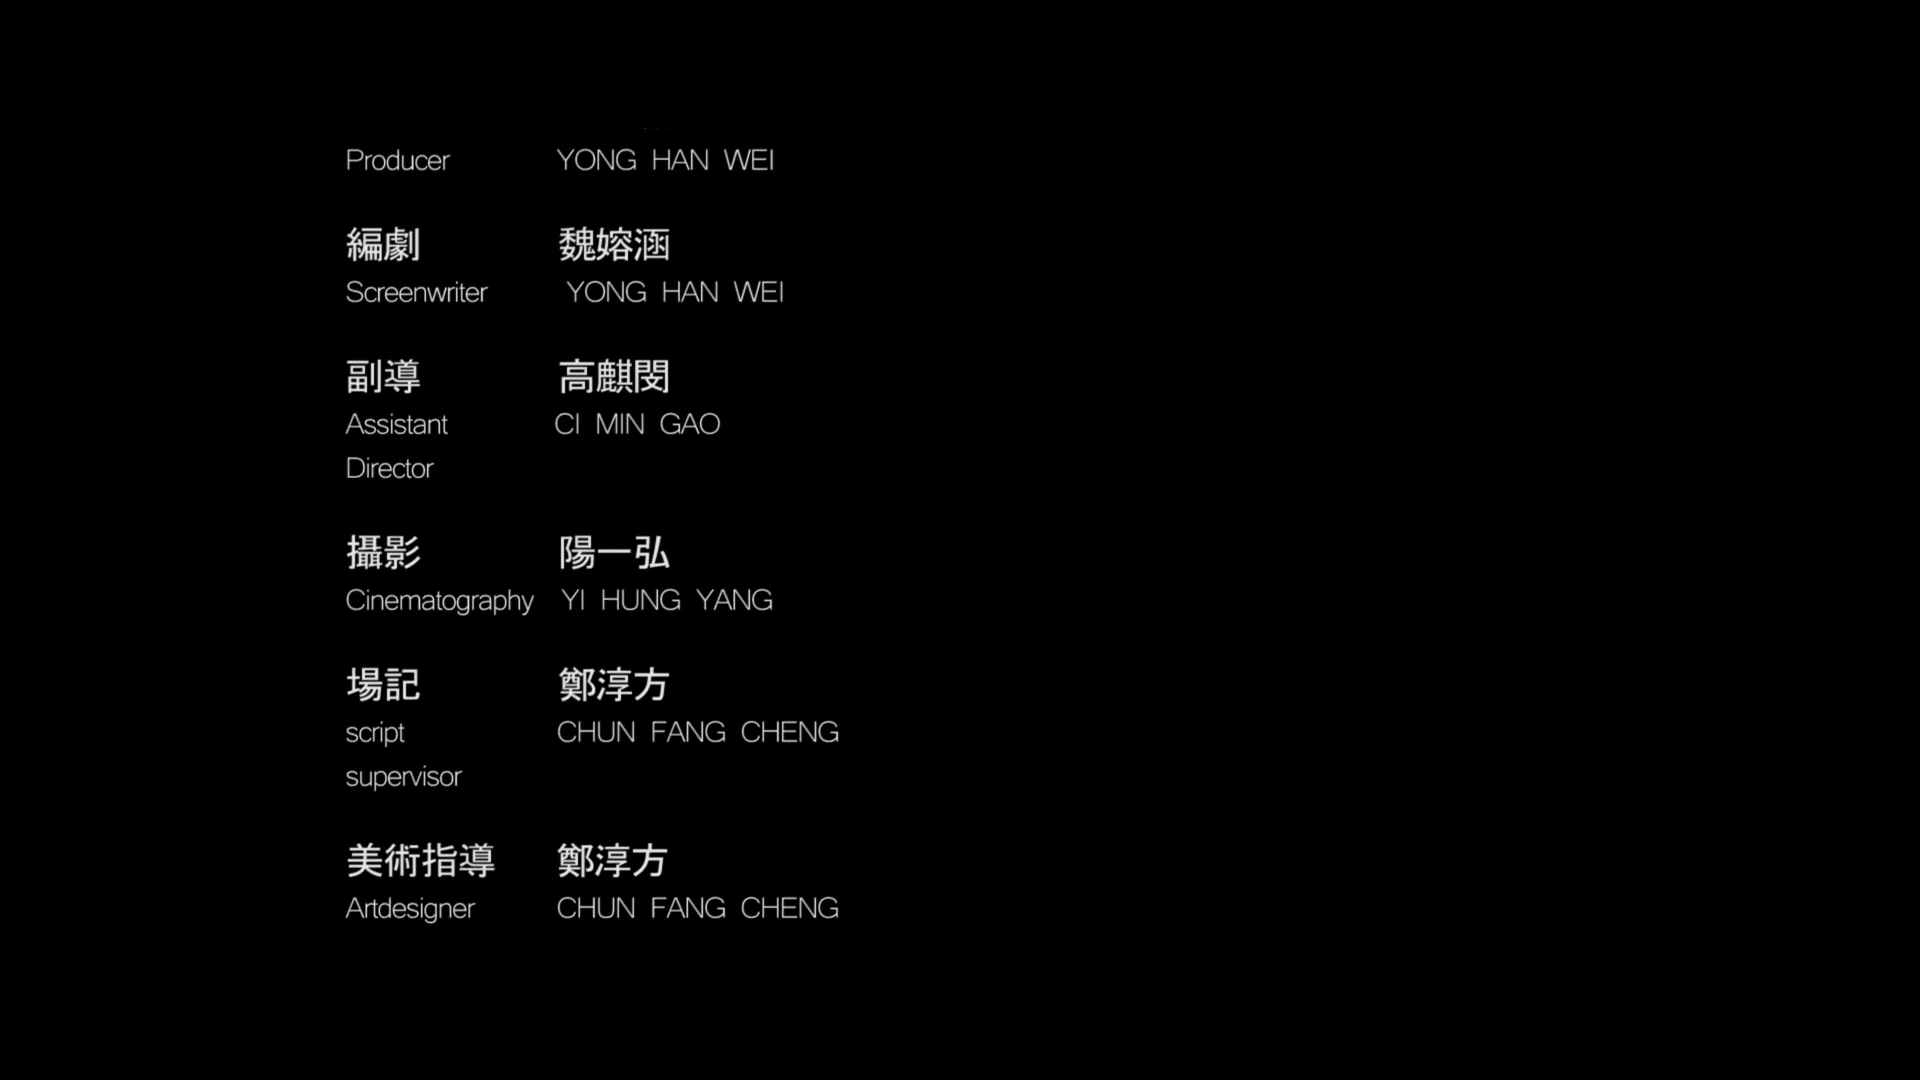 Producer YONG HAN WEI
編劇 魏嫆涵
Screenwriter YONG HAN WEI
副導 高麒閔
Assistant CI MIN GAO
Director
攝影 陽一弘
Cinematography YI HUNG YANG
場記 鄭淳方
script CHUN FANG CHENG
supervisor
美術指導 鄭淳方
Artdesigner CHUN FANG CHENG